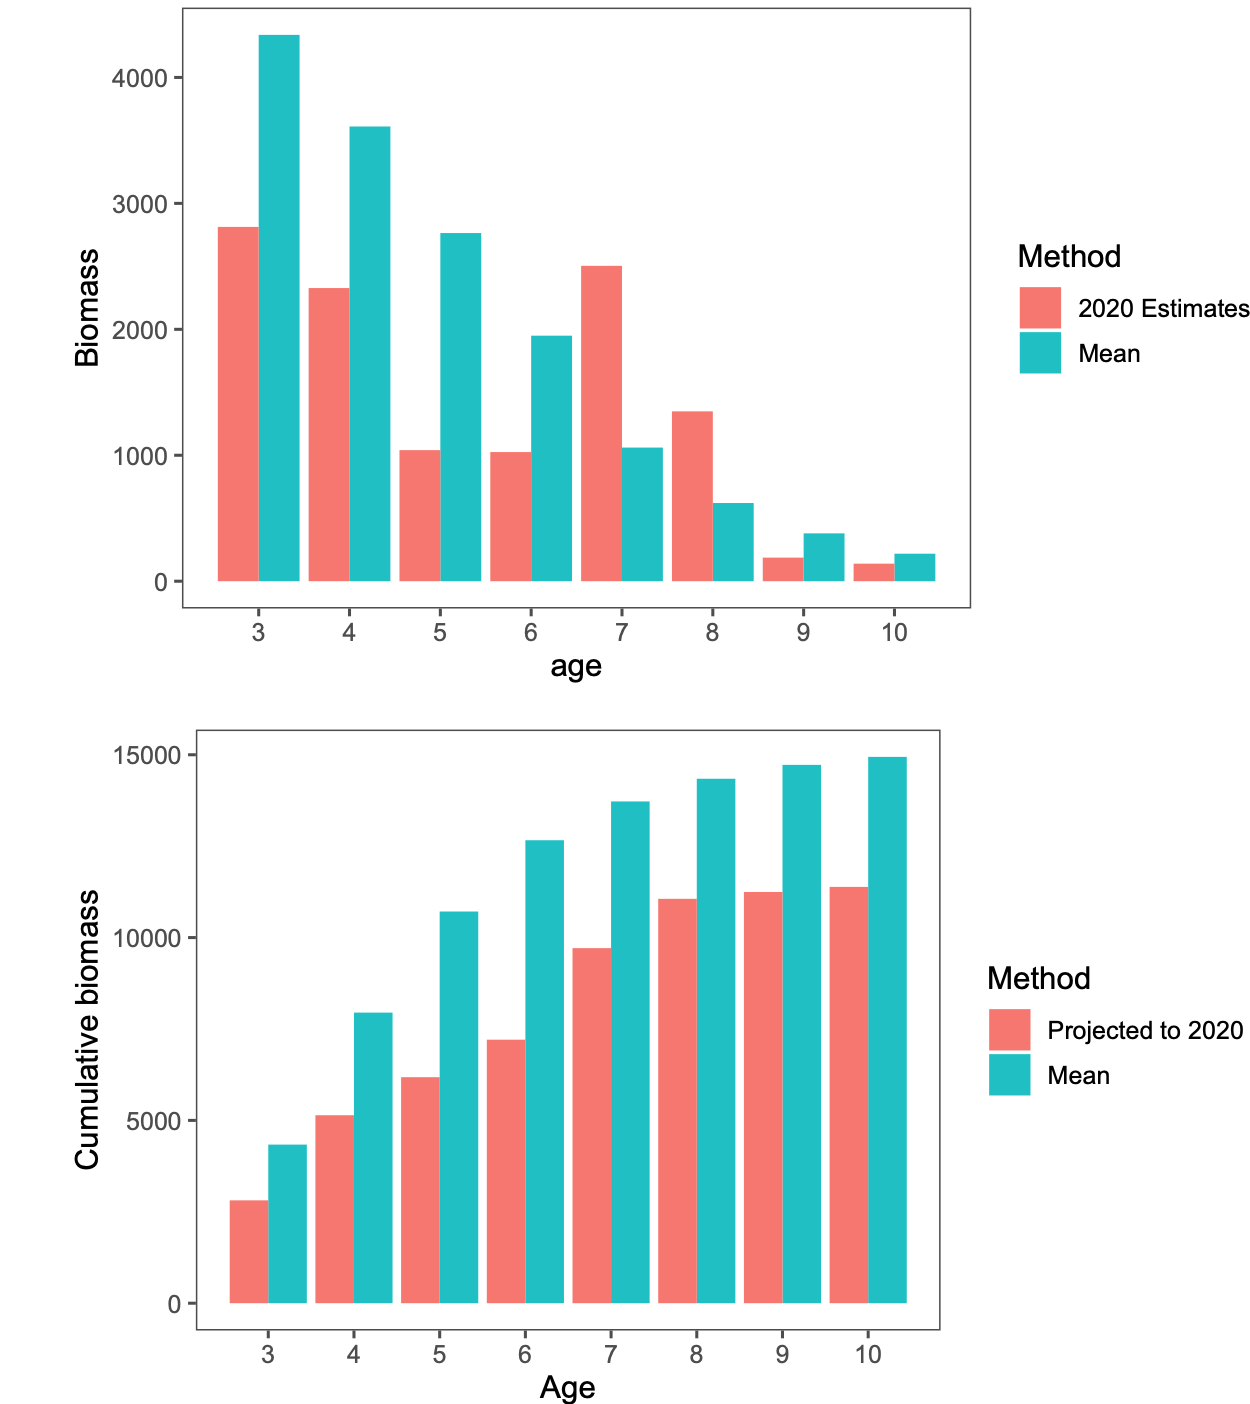 4000
3000
2000
1000
0
Biomass
3 4 5 6 7 8 9 10
age
Method
2020 Estimates
Mean
15000
10000
5000
0
Cumulative biomass
3 4 5 6 7 8 9 10
Age
Method
Projected to 2020
Mean